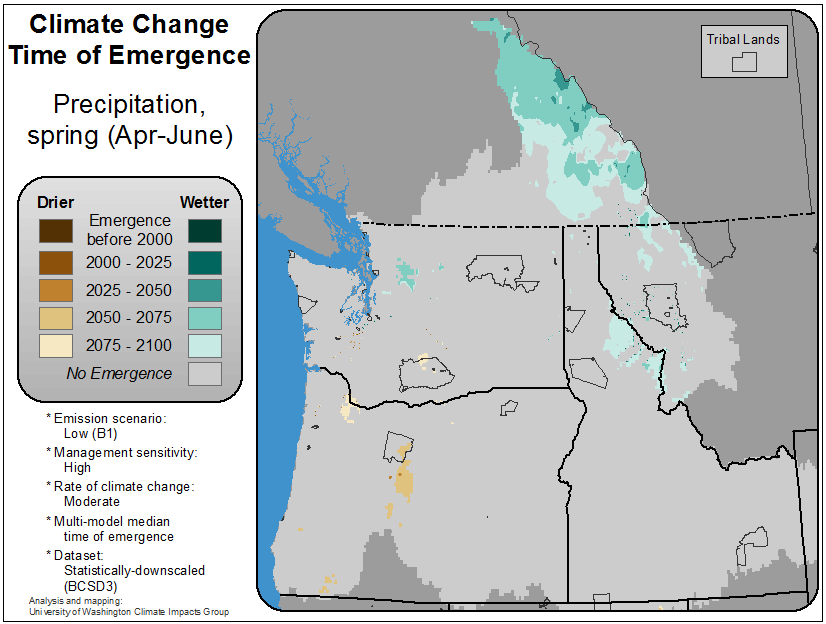 Climate Change
Time of Emergence
Precipitation,
spring (Apr-June)
Drier Wetter
Emergence
before 2000
2000 - 2025
2025 - 2050
2050 - 2075
2075 - 2100
No Emergence
* Emission scenario:
Low (B1)
* Management sensitivity:
High
* Rate of climate change:
Moderate
* Multi-model median
time of emergence
* Dataset:
Statistically-downscaled
(BCSD3)
Analysis and mapping:
University of Washington Climate Impacts Group
Tribal Lands